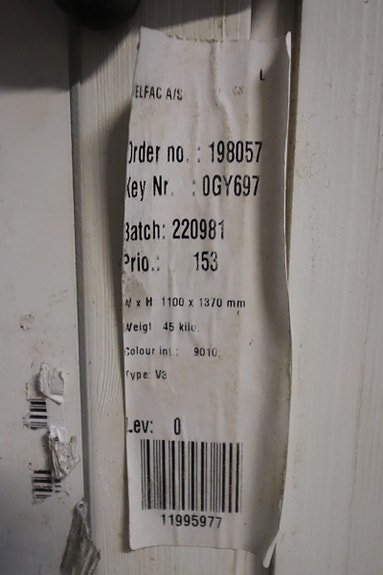 L
ELFAC A/S
Order no. : 198057
Key Nr. : 0GY697
Batch: 220981
Prio.: 153
W x H 1100 x 1370 mm
Weigt 45 kilo.
Colour int.: 9010.
Type: V3
Lev: 0
11995977